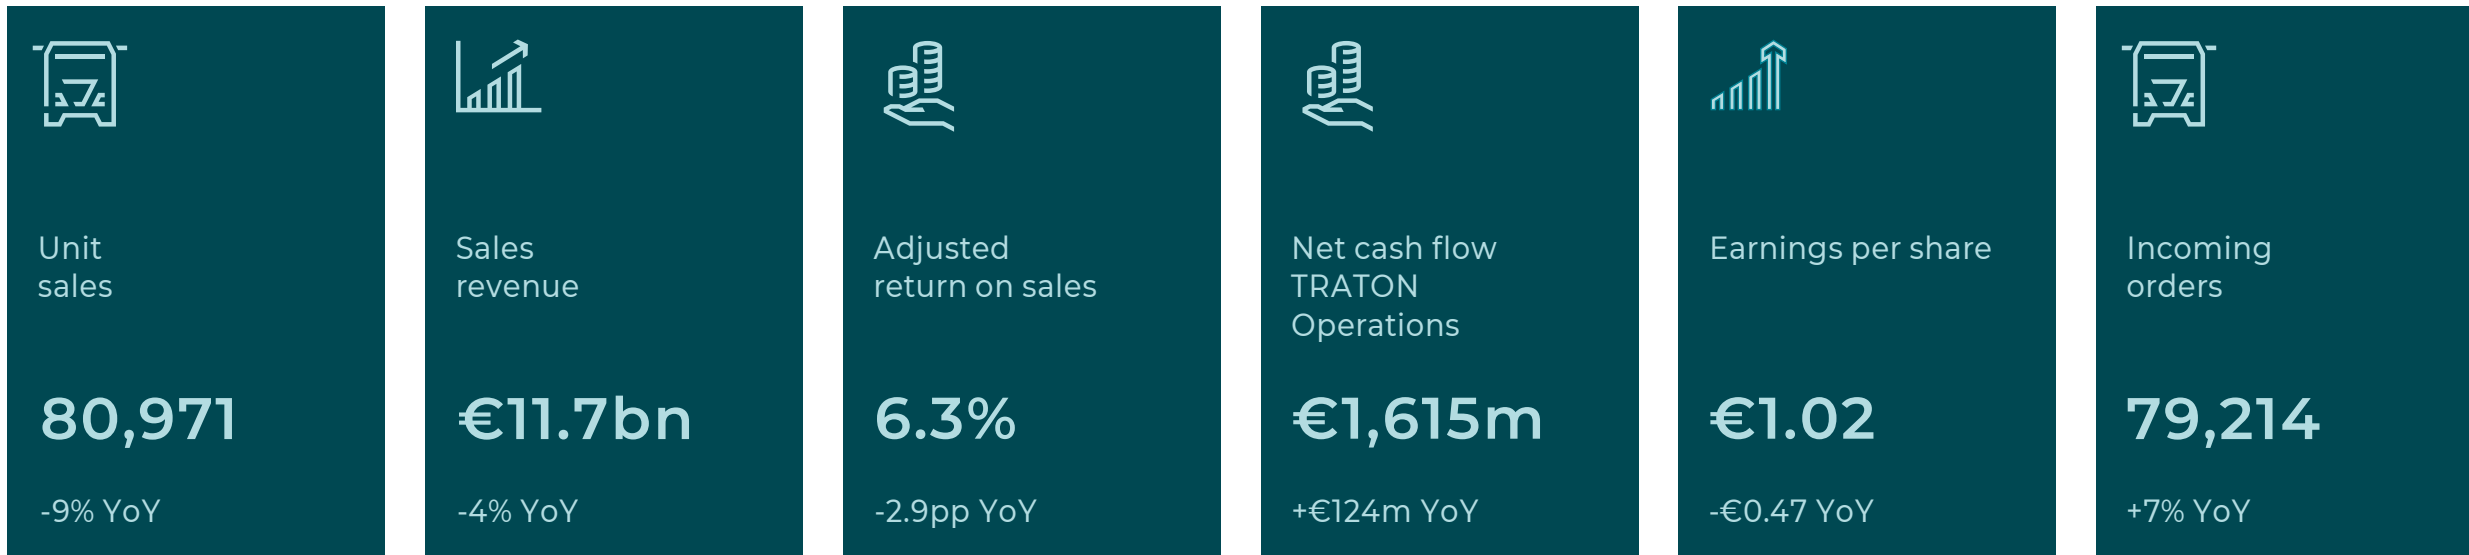 Unit
sales
80,971
-9% YoY
Sales
revenue
€11.7bn
-4% YoY
Adjusted
return on sales
6.3%
-2.9pp YoY
Net cash flow
TRATON
Operations
€1,615m
+€124m YoY
Earnings per share
€1.02
-€0.47 YoY
Incoming
orders
79,214
+7% YoY